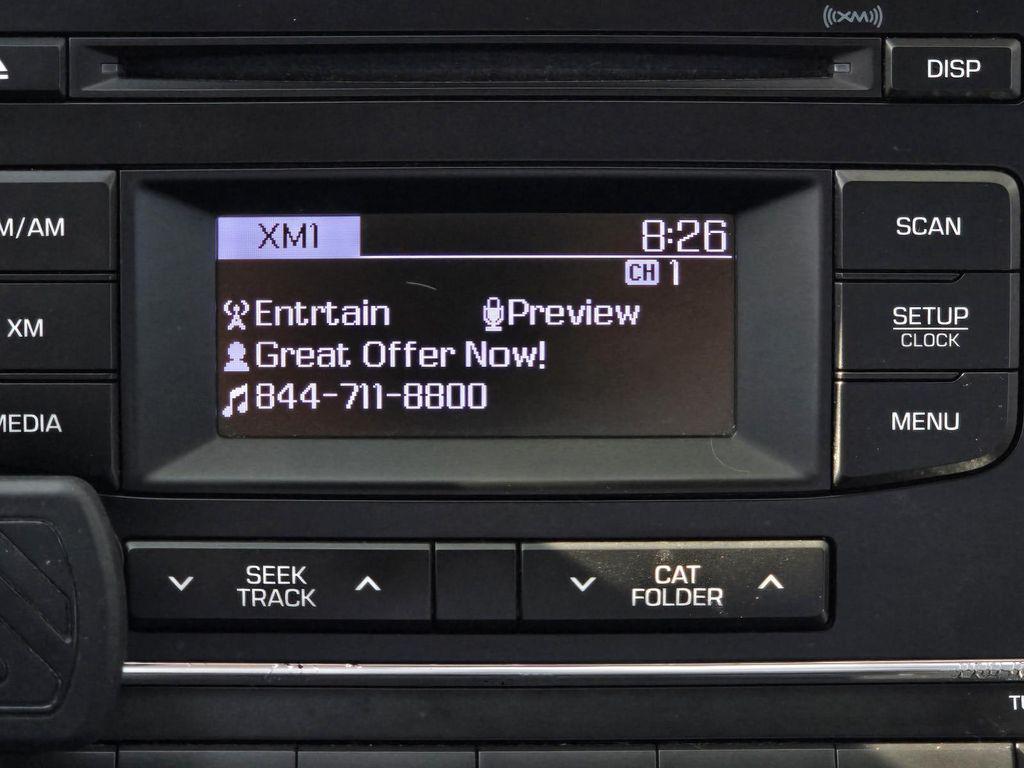 ((XM))
DISP
M/AM
XM1
8:26
SCAN
CH 1
XM
Entrtain Preview
SETUP
CLOCK
Great Offer Now!
844-711-8800
MEDIA
MENU
SEEK
TRACK
CAT
FOLDER
TU